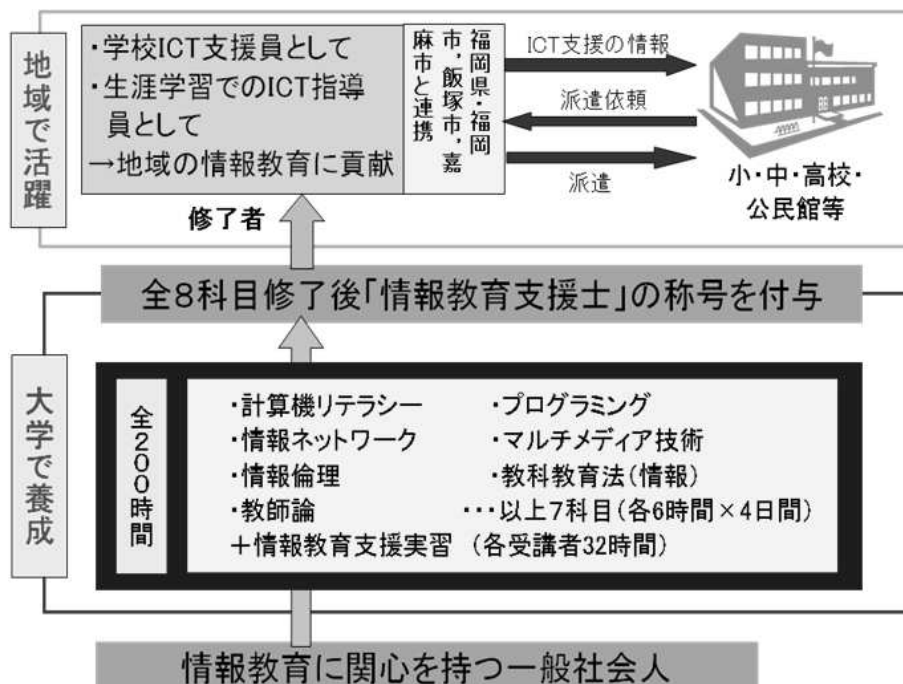 地域で活躍
・学校ICT支援員として
・生涯学習でのICT指導
員として
→地域の情報教育に貢献
福岡県・福岡
市，飯塚市，嘉
麻市と連携
ICT支援の情報
派遣依頼
派遣
小・中・高校・
公民館等
修了者
全8科目修了後「情報教育支援士」の称号を付与
大学で養成
全200時間
・計算機リテラシー
・プログラミング
・情報ネットワーク
・マルチメディア技術
・情報倫理
・教科教育法(情報)
・教師論
・・・以上7科目(各6時間×4日間)
＋情報教育支援実習 (各受講者32時間)
情報教育に関心を持つ一般社会人